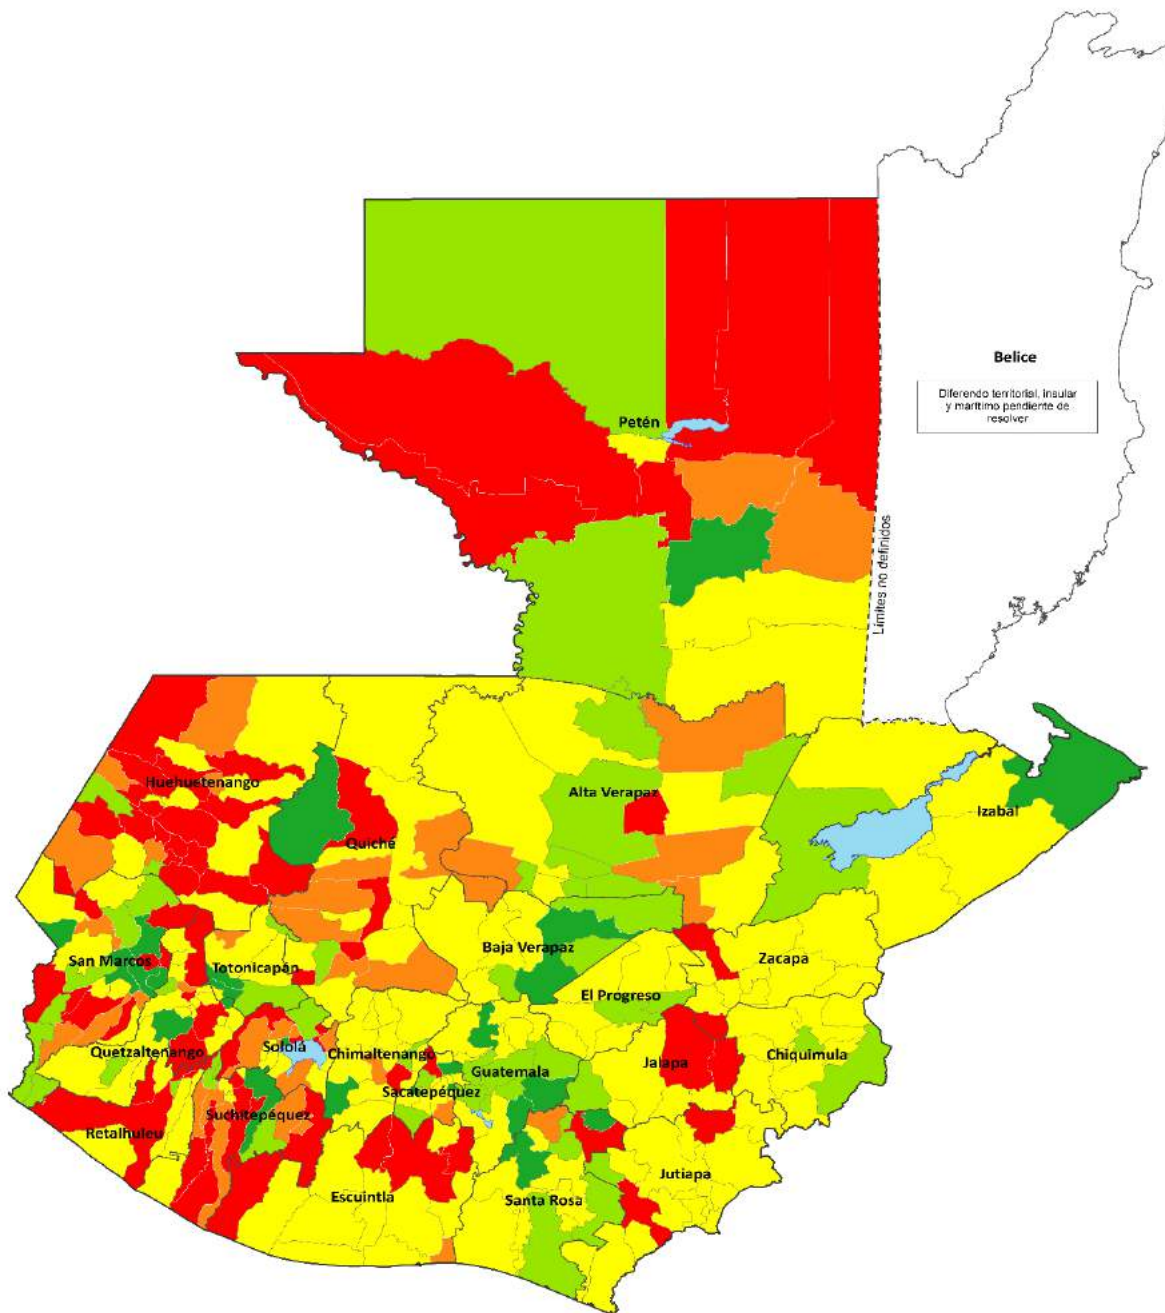 Belice
Diferendo territorial, insular
y marítimo pendiente de
resolver
Petén
Límites no definidos
Huehuetenango
Alta Verapaz
Izabal
Quiché
Baja Verapaz
Zacapa
San Marcos
Totonicapán
El Progreso
Quetzaltenango
Sololá
Chimaltenango
Guatemala
Jalapa
Chiquimula
Sacatepéquez
Suchitepéquez
Retalhuleu
Jutiapa
Escuintla
Santa Rosa